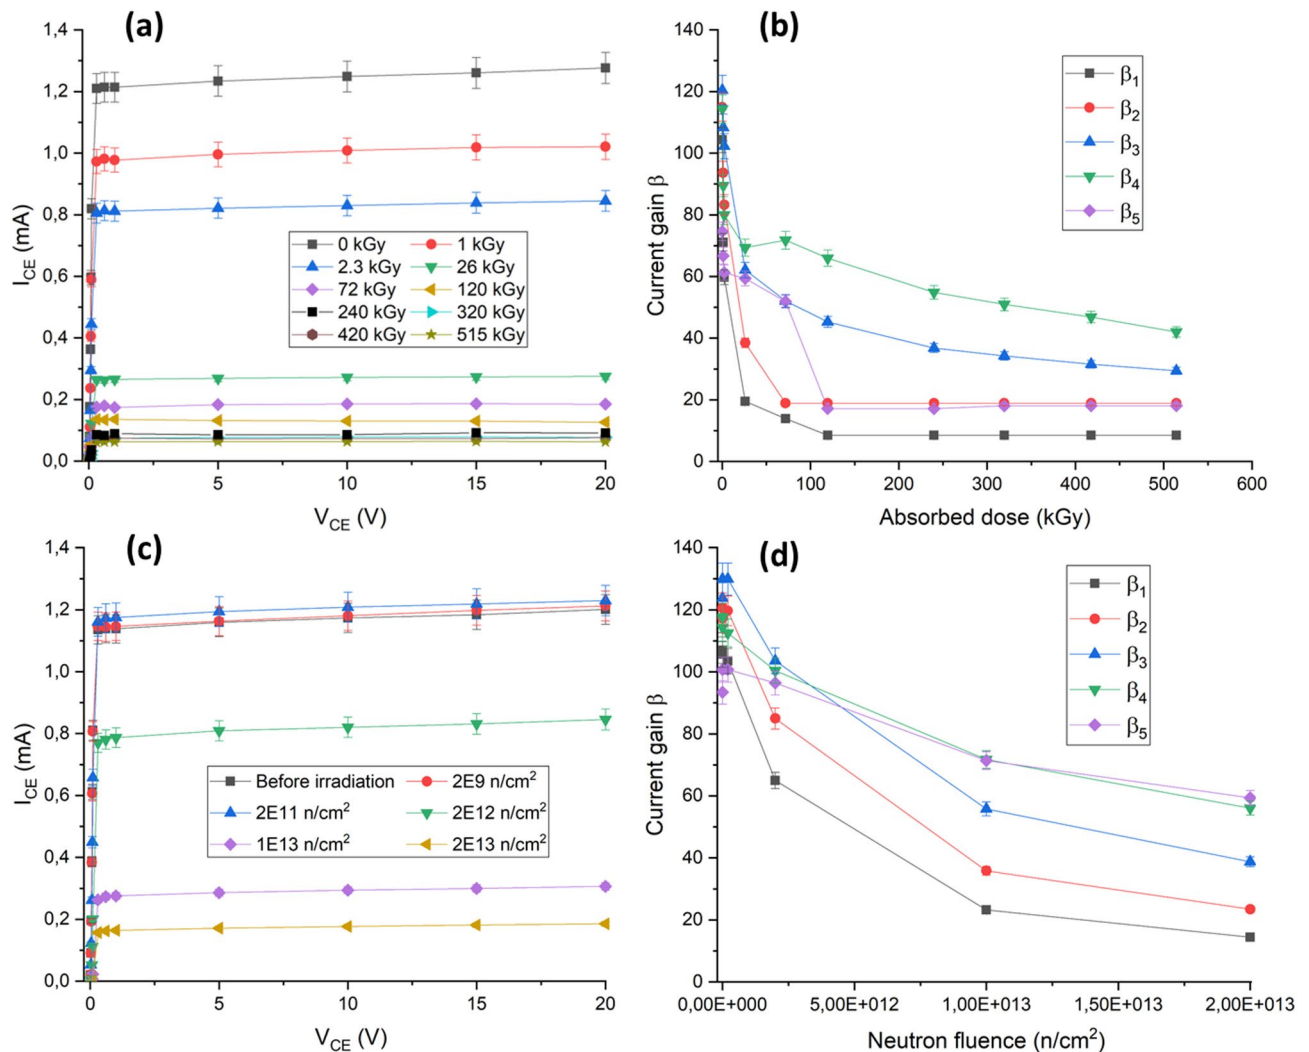 (a)
1,4
1,2
1,0
0,8
0,6
0,4
0,2
0,0
I_CE (mA)
0 kGy 1 kGy
2.3 kGy 26 kGy
72 kGy 120 kGy
240 kGy 320 kGy
420 kGy 515 kGy
0 5 10 15 20
V_CE (V)
(b)
140
120
100
80
60
40
20
0
Current gain β
β₁
β₂
β₃
β₄
β₅
0 100 200 300 400 500 600
Absorbed dose (kGy)
(c)
1,4
1,2
1,0
0,8
0,6
0,4
0,2
0,0
I_CE (mA)
Before irradiation 2E9 n/cm²
2E11 n/cm² 2E12 n/cm²
1E13 n/cm² 2E13 n/cm²
0 5 10 15 20
V_CE (V)
(d)
140
120
100
80
60
40
20
0
Current gain β
β₁
β₂
β₃
β₄
β₅
0,00E+000 5,00E+012 1,00E+013 1,50E+013 2,00E+013
Neutron fluence (n/cm²)